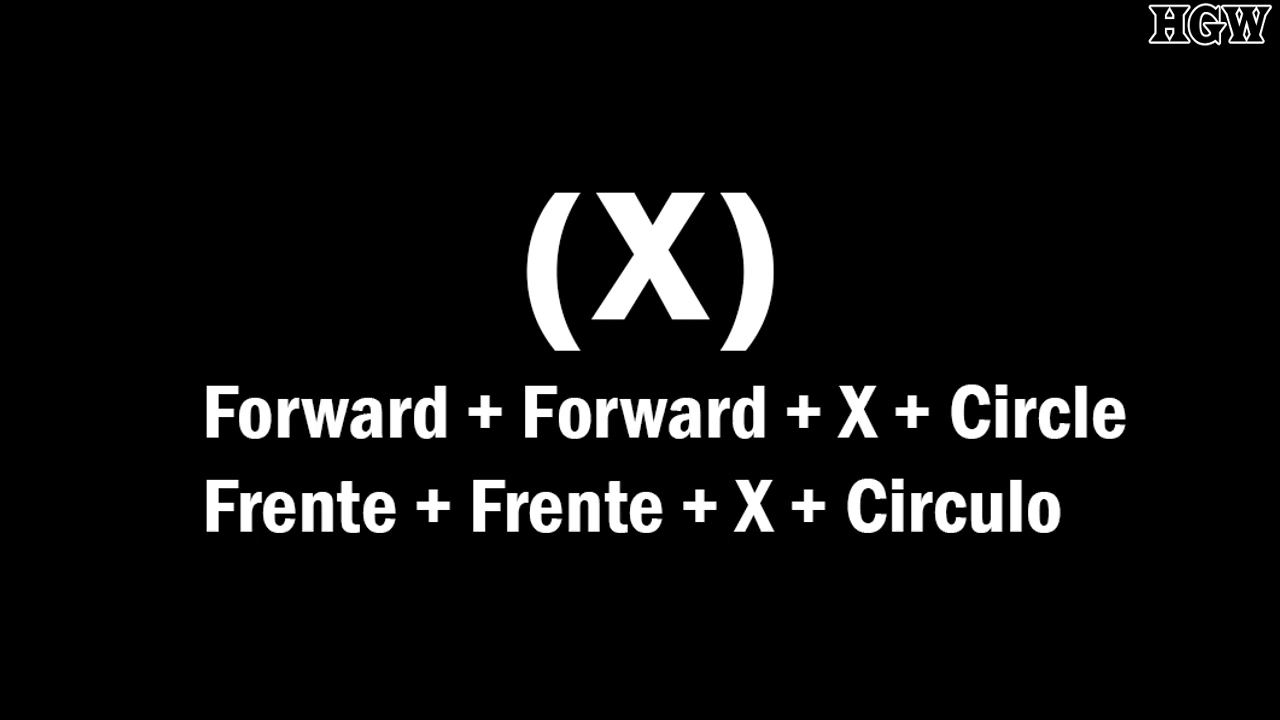 HGW
(X)
Forward + Forward + X + Circle
Frente + Frente + X + Circulo